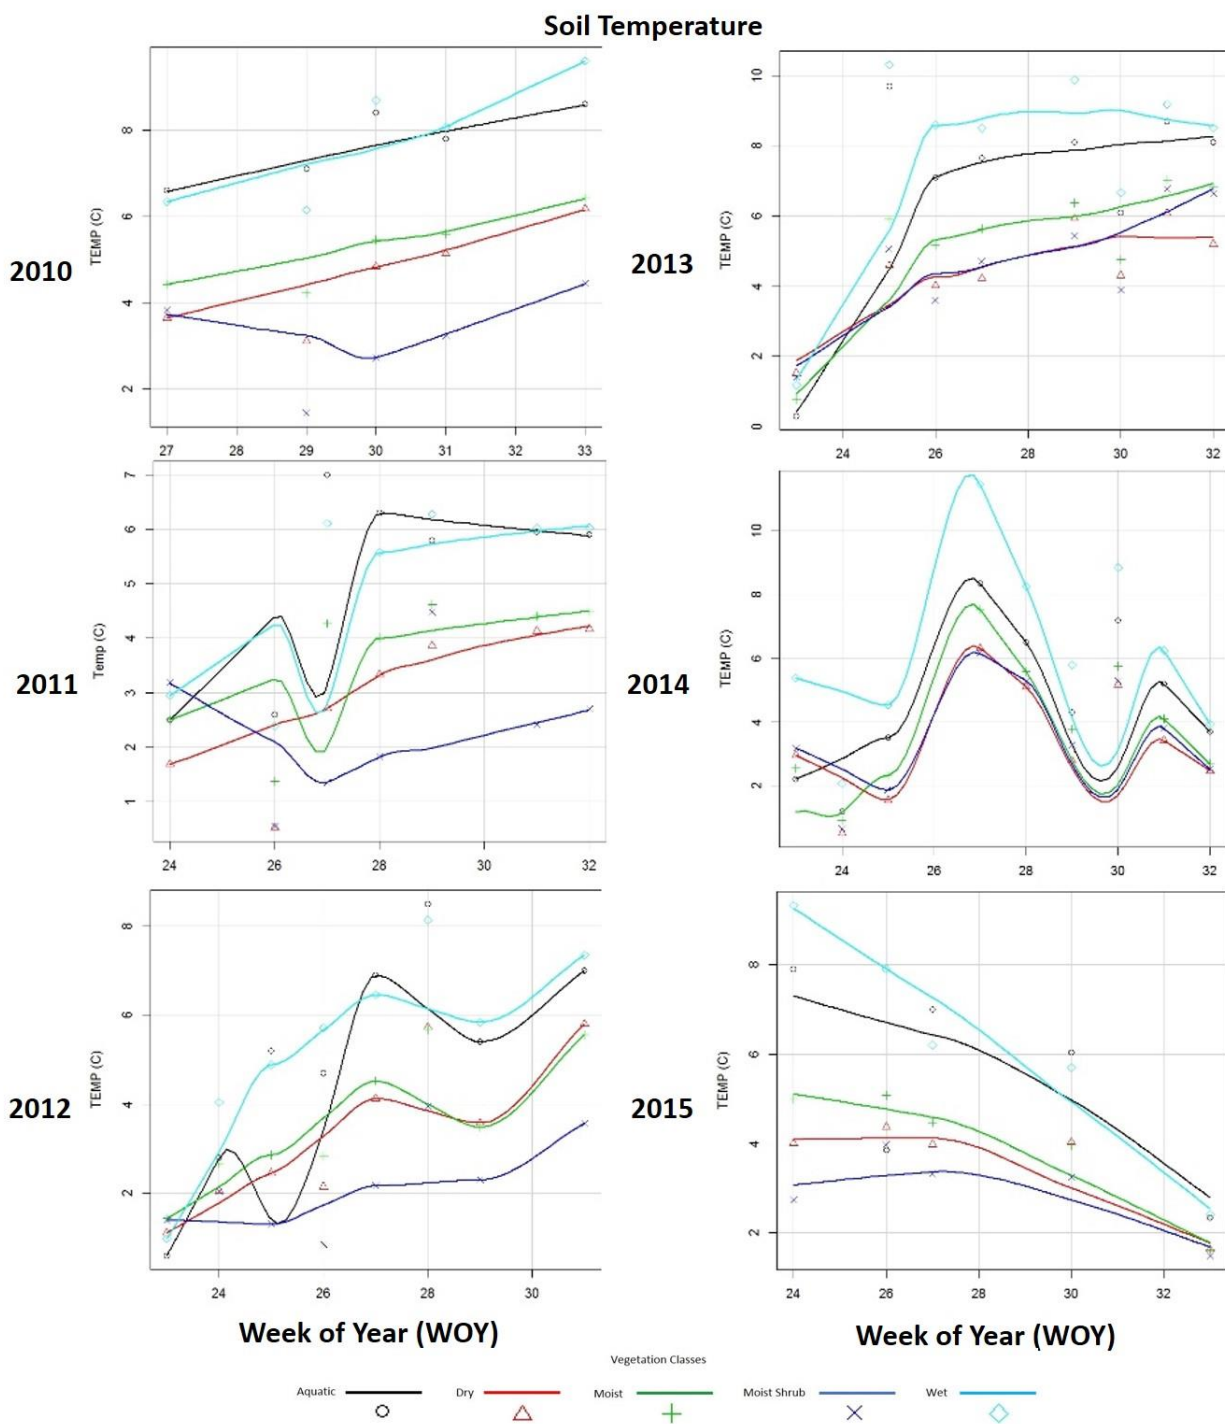 Soil Temperature
2010
TEMP (C)
8
6
4
2
27 28 29 30 31 32 33
2013
TEMP (C)
10
8
6
4
2
0
24 26 28 30 32
2011
Temp (C)
7
6
5
4
3
2
1
24 26 28 30 32
2014
TEMP (C)
10
8
6
4
2
24 26 28 30 32
2012
TEMP (C)
8
6
4
2
24 26 28 30
2015
TEMP (C)
8
6
4
2
24 26 28 30 32
Week of Year (WOY) Week of Year (WOY)
Vegetation Classes
Aquatic Dry Moist Moist Shrub Wet